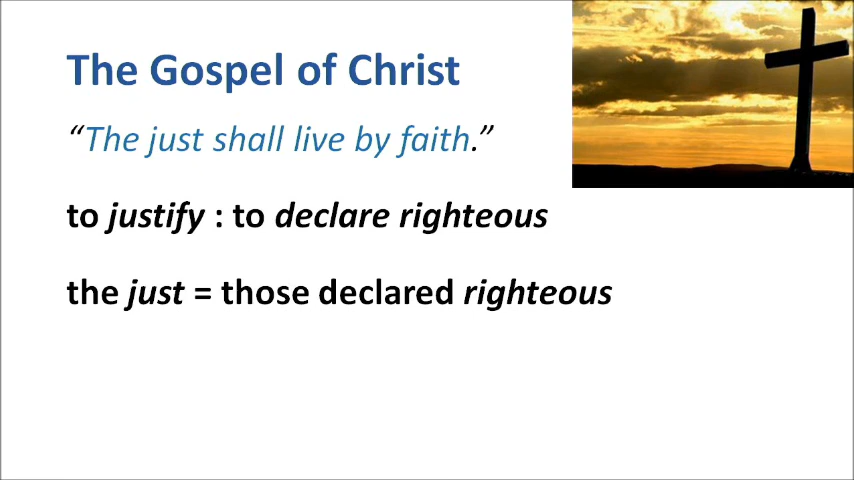 The Gospel of Christ
“The just shall live by faith.”
to justify : to declare righteous
the just = those declared righteous